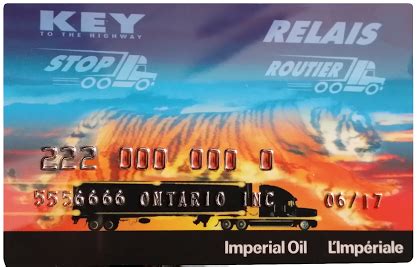 KEY
TO THE HIGHWAY
STOP
RELAIS
ROUTIER
222 000 000 0
5556666 ONTARIO INC 06/17
Imperial Oil L'Impériale